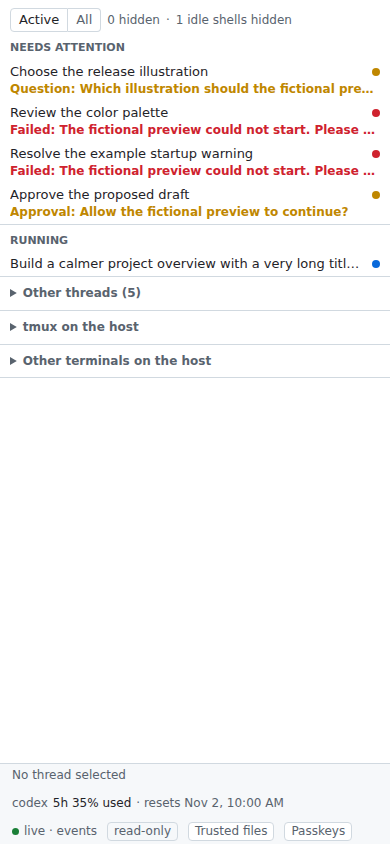 Active All 0 hidden · 1 idle shells hidden
NEEDS ATTENTION
Choose the release illustration
Question: Which illustration should the fictional pre…
Review the color palette
Failed: The fictional preview could not start. Please …
Resolve the example startup warning
Failed: The fictional preview could not start. Please …
Approve the proposed draft
Approval: Allow the fictional preview to continue?
RUNNING
Build a calmer project overview with a very long titl…
Other threads (5)
tmux on the host
Other terminals on the host
No thread selected
codex 5h 35% used · resets Nov 2, 10:00 AM
live · events read-only Trusted files Passkeys